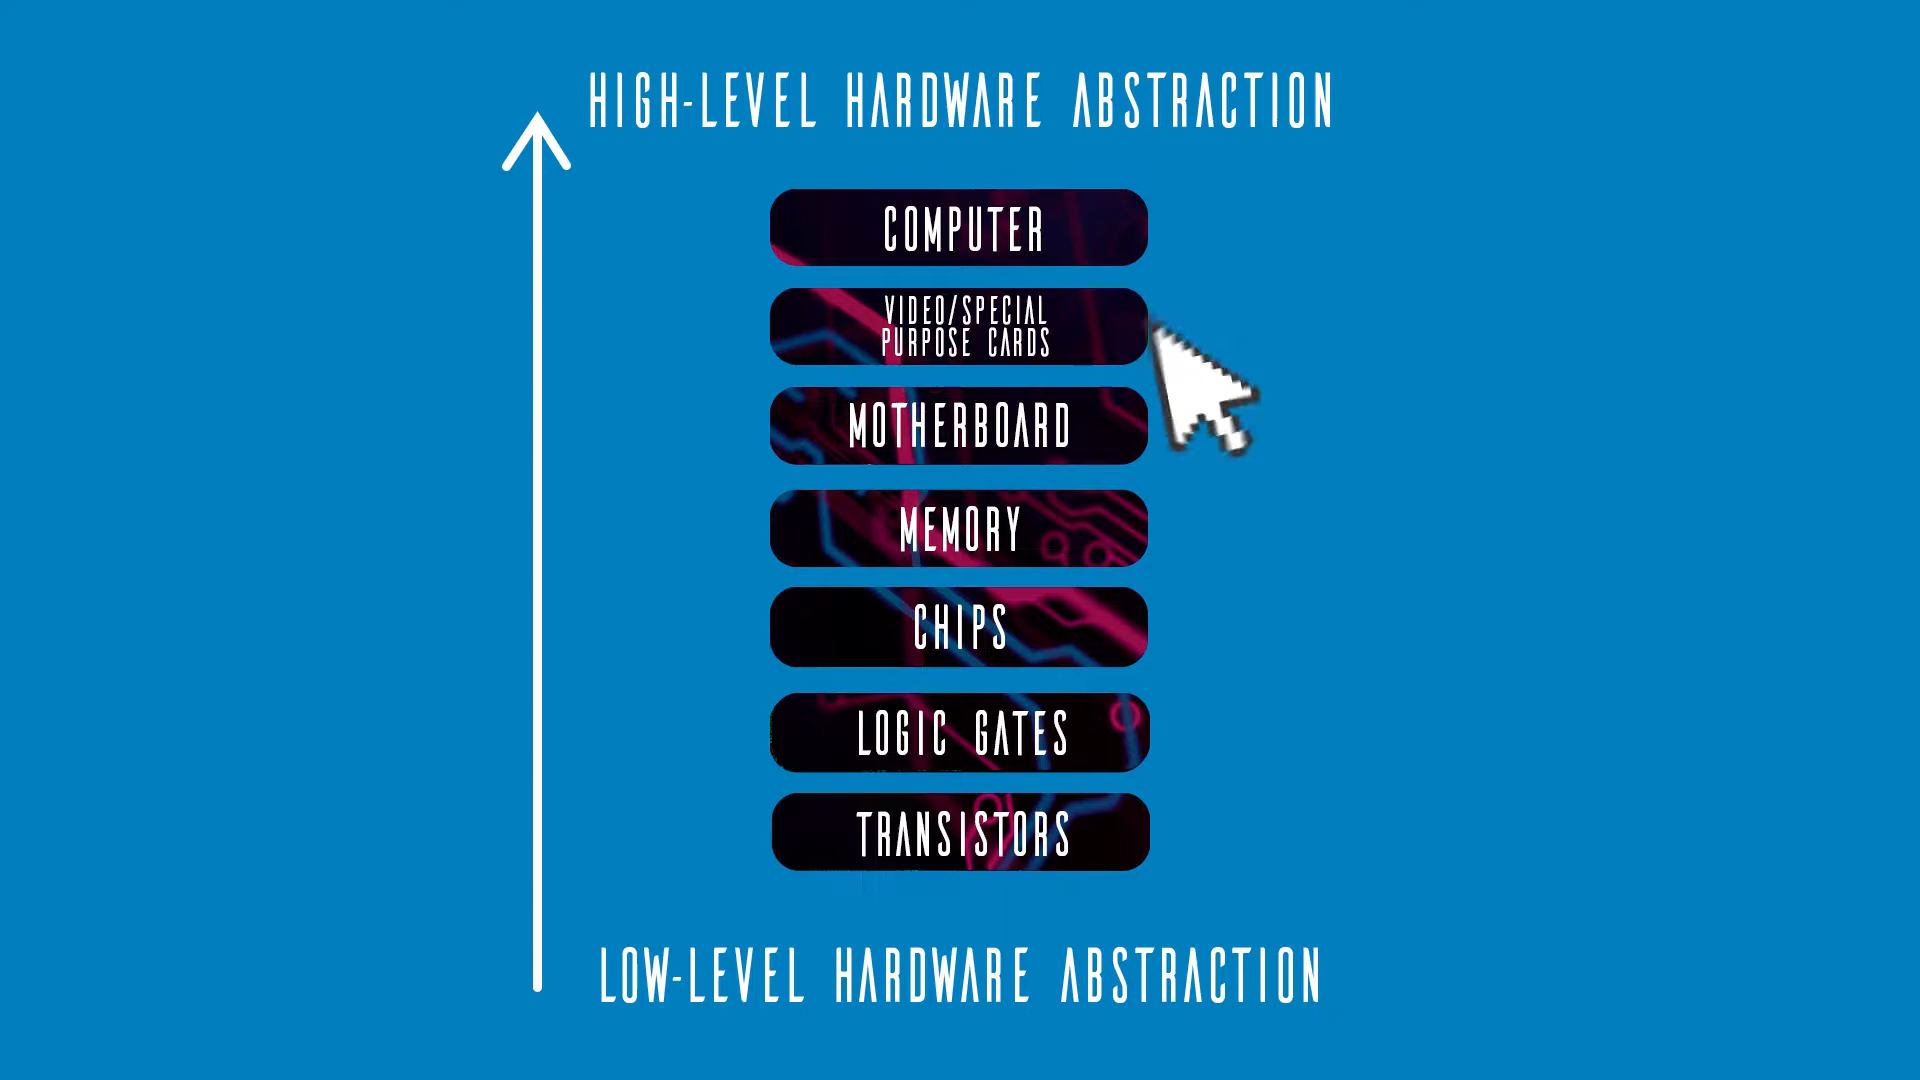 HIGH-LEVEL HARDWARE ABSTRACTION
COMPUTER
VIDEO/SPECIAL
PURPOSE CARDS
MOTHERBOARD
MEMORY
CHIPS
LOGIC GATES
TRANSISTORS
LOW-LEVEL HARDWARE ABSTRACTION